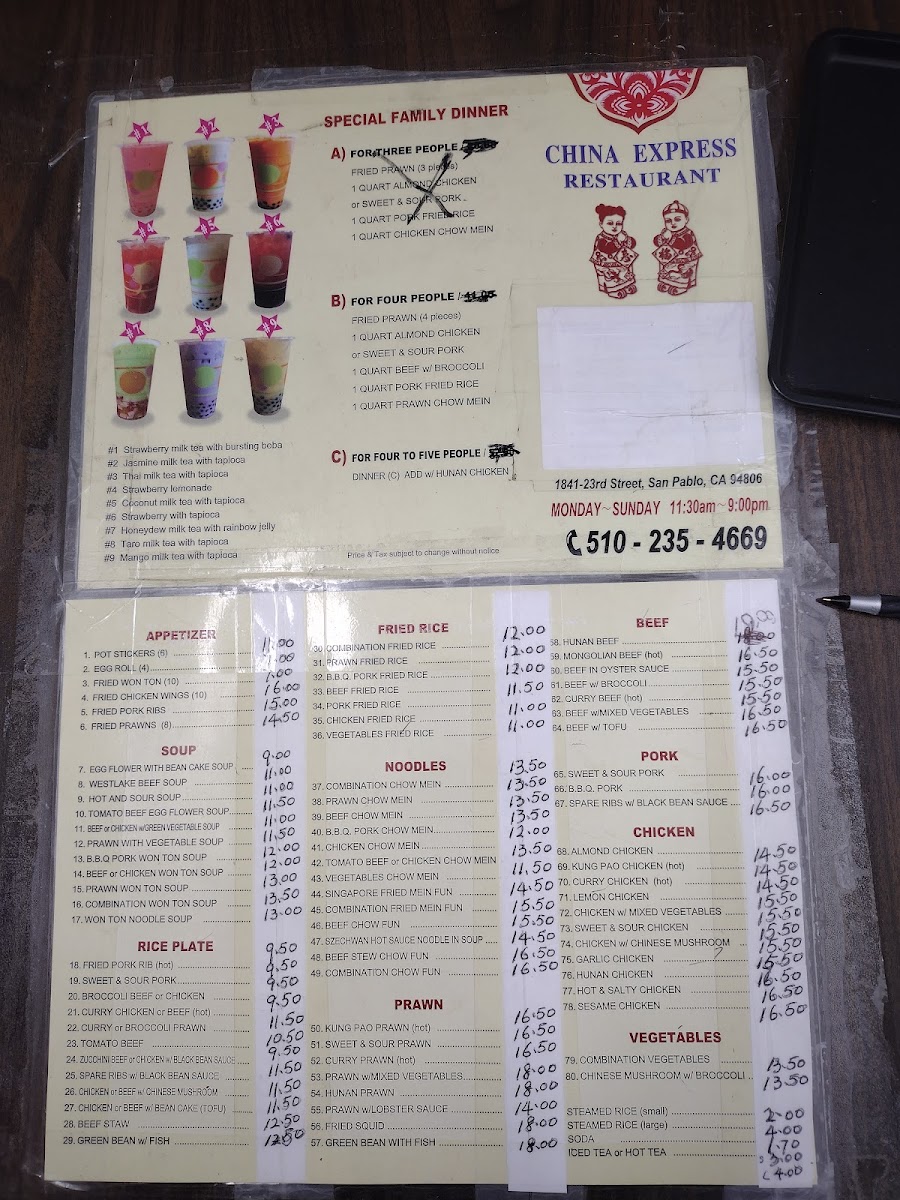 #1
#2
#3
#4
#5
#6
#7
#8
#9
#1 Strawberry milk tea with bursting boba
#2 Jasmine milk tea with tapioca
#3 Thai milk tea with tapioca
#4 Strawberry lemonade
#5 Coconut milk tea with tapioca
#6 Strawberry with tapioca
#7 Honeydew milk tea with rainbow jelly
#8 Taro milk tea with tapioca
#9 Mango milk tea with tapioca
SPECIAL FAMILY DINNER
A) FOR THREE PEOPLE /
FRIED PRAWN (3 pieces)
1 QUART ALMOND CHICKEN
or SWEET & SOUR PORK
1 QUART PORK FRIED RICE
1 QUART CHICKEN CHOW MEIN
B) FOR FOUR PEOPLE /
FRIED PRAWN (4 pieces)
1 QUART ALMOND CHICKEN
or SWEET & SOUR PORK
1 QUART BEEF w/ BROCCOLI
1 QUART PORK FRIED RICE
1 QUART PRAWN CHOW MEIN
C) FOR FOUR TO FIVE PEOPLE /
DINNER (C) ADD w/ HUNAN CHICKEN
Price & Tax subject to change without notice
CHINA EXPRESS
RESTAURANT
1841-23rd Street, San Pablo, CA 94806
MONDAY~SUNDAY 11:30am~9:00pm
510 - 235 - 4669
APPETIZER
1. POT STICKERS (6)
2. EGG ROLL (4)
3. FRIED WON TON (10)
4. FRIED CHICKEN WINGS (10) 16.00
5. FRIED PORK RIBS 15.00
6. FRIED PRAWNS (8) 14.50
SOUP
7. EGG FLOWER WITH BEAN CAKE SOUP 9.00
8. WESTLAKE BEEF SOUP 11.00
9. HOT AND SOUR SOUP 11.00
10. TOMATO BEEF EGG FLOWER SOUP 11.50
11. BEEF or CHICKEN w/GREEN VEGETABLE SOUP 11.00
12. PRAWN WITH VEGETABLE SOUP 11.50
13. B.B.Q PORK WON TON SOUP 12.00
14. BEEF or CHICKEN WON TON SOUP 12.00
15. PRAWN WON TON SOUP 13.00
16. COMBINATION WON TON SOUP 13.50
17. WON TON NOODLE SOUP 13.00
RICE PLATE
18. FRIED PORK RIB (hot) 9.50
19. SWEET & SOUR PORK 9.50
20. BROCCOLI BEEF or CHICKEN 9.50
21. CURRY CHICKEN or BEEF (hot) 9.50
22. CURRY or BROCCOLI PRAWN 11.50
23. TOMATO BEEF 10.50
24. ZUCCHINI BEEF or CHICKEN w/ BLACK BEAN SAUCE 9.50
25. SPARE RIBS w/ BLACK BEAN SAUCE 11.50
26. CHICKEN or BEEF w/ CHINESE MUSHROOM 11.50
27. CHICKEN or BEEF w/ BEAN CAKE (TOFU) 11.50
28. BEEF STAW 12.50
29. GREEN BEAN w/ FISH 12.50
FRIED RICE
30. COMBINATION FRIED RICE 12.00
31. PRAWN FRIED RICE 12.00
32. B.B.Q. PORK FRIED RICE 12.00
33. BEEF FRIED RICE 11.50
34. PORK FRIED RICE 11.00
35. CHICKEN FRIED RICE 11.00
36. VEGETABLES FRIED RICE
NOODLES
37. COMBINATION CHOW MEIN 13.50
38. PRAWN CHOW MEIN 13.50
39. BEEF CHOW MEIN 13.50
40. B.B.Q. PORK CHOW MEIN 13.50
41. CHICKEN CHOW MEIN 12.00
42. TOMATO BEEF or CHICKEN CHOW MEIN 13.50
43. VEGETABLES CHOW MEIN 11.50
44. SINGAPORE FRIED MEIN FUN 14.50
45. COMBINATION FRIED MEIN FUN 15.50
46. BEEF CHOW FUN 15.50
47. SZECHWAN HOT SAUCE NOODLE IN SOUP 14.50
48. BEEF STEW CHOW FUN 16.50
49. COMBINATION CHOW FUN 16.50
PRAWN
50. KUNG PAO PRAWN (hot) 16.50
51. SWEET & SOUR PRAWN 16.50
52. CURRY PRAWN (hot) 16.50
53. PRAWN w/MIXED VEGETABLES 18.00
54. HUNAN PRAWN 18.00
55. PRAWN w/LOBSTER SAUCE 14.00
56. FRIED SQUID 18.00
57. GREEN BEAN WITH FISH 18.00
BEEF
58. HUNAN BEEF 18.00
59. MONGOLIAN BEEF (hot) 16.50
60. BEEF IN OYSTER SAUCE 15.50
61. BEEF w/ BROCCOLI 15.50
62. CURRY BEEF (hot) 15.50
63. BEEF w/MIXED VEGETABLES 16.50
64. BEEF w/ TOFU 16.50
PORK
65. SWEET & SOUR PORK 16.00
66. B.B.Q. PORK 16.00
67. SPARE RIBS w/ BLACK BEAN SAUCE 16.50
CHICKEN
68. ALMOND CHICKEN 14.50
69. KUNG PAO CHICKEN (hot) 14.50
70. CURRY CHICKEN (hot) 14.50
71. LEMON CHICKEN 15.50
72. CHICKEN w/ MIXED VEGETABLES 15.50
73. SWEET & SOUR CHICKEN 15.50
74. CHICKEN w/ CHINESE MUSHROOM 15.50
75. GARLIC CHICKEN 15.50
76. HUNAN CHICKEN 16.50
77. HOT & SALTY CHICKEN 16.50
78. SESAME CHICKEN 16.50
VEGETABLES
79. COMBINATION VEGETABLES 13.50
80. CHINESE MUSHROOM w/ BROCCOLI 13.50
STEAMED RICE (small) 2.00
STEAMED RICE (large) 4.00
SODA 1.70
ICED TEA or HOT TEA S 3.00
L 4.00